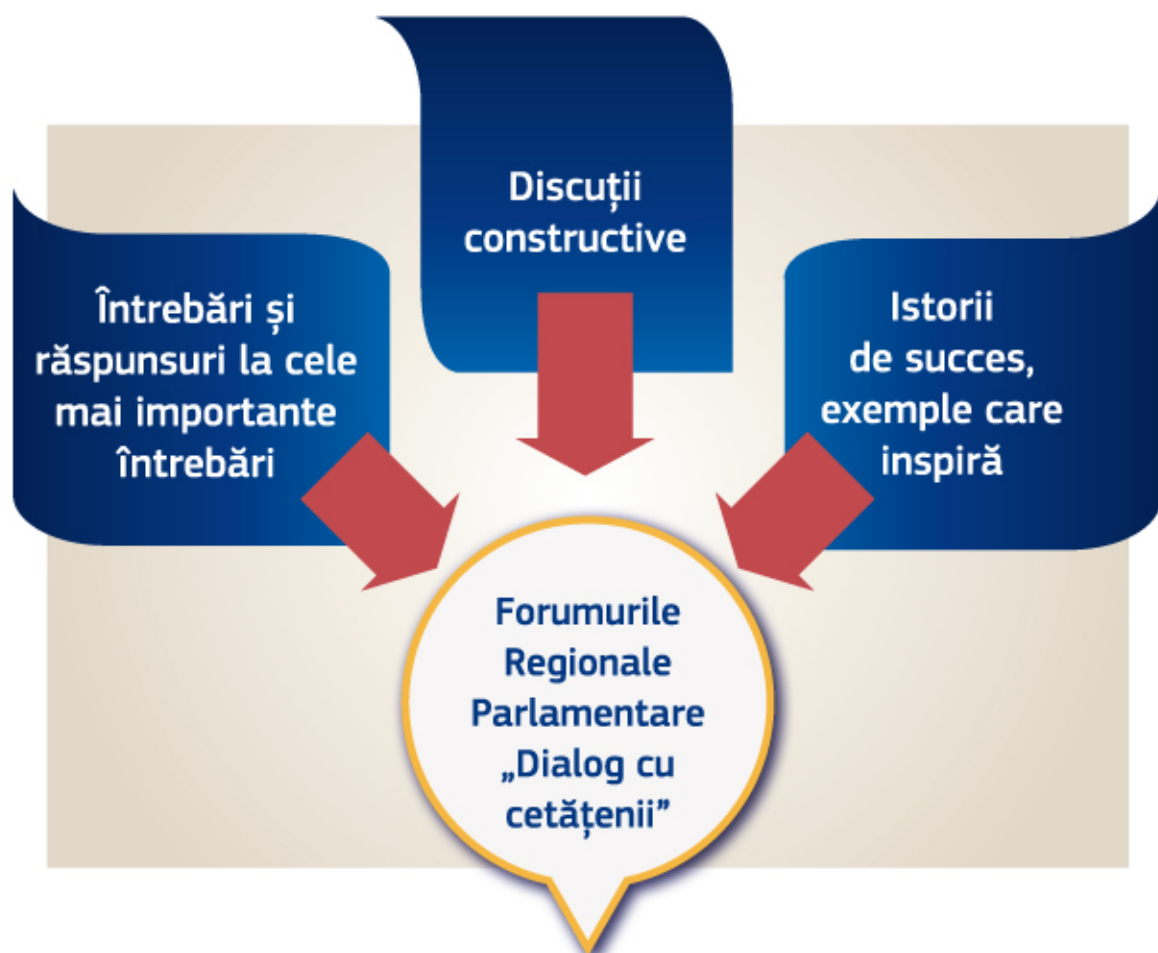 Discuții
constructive
Întrebări și
răspunsuri la cele
mai importante
întrebări
Istorii
de succes,
exemple care
inspiră
Forumurile
Regionale
Parlamentare
„Dialog cu
cetățenii”